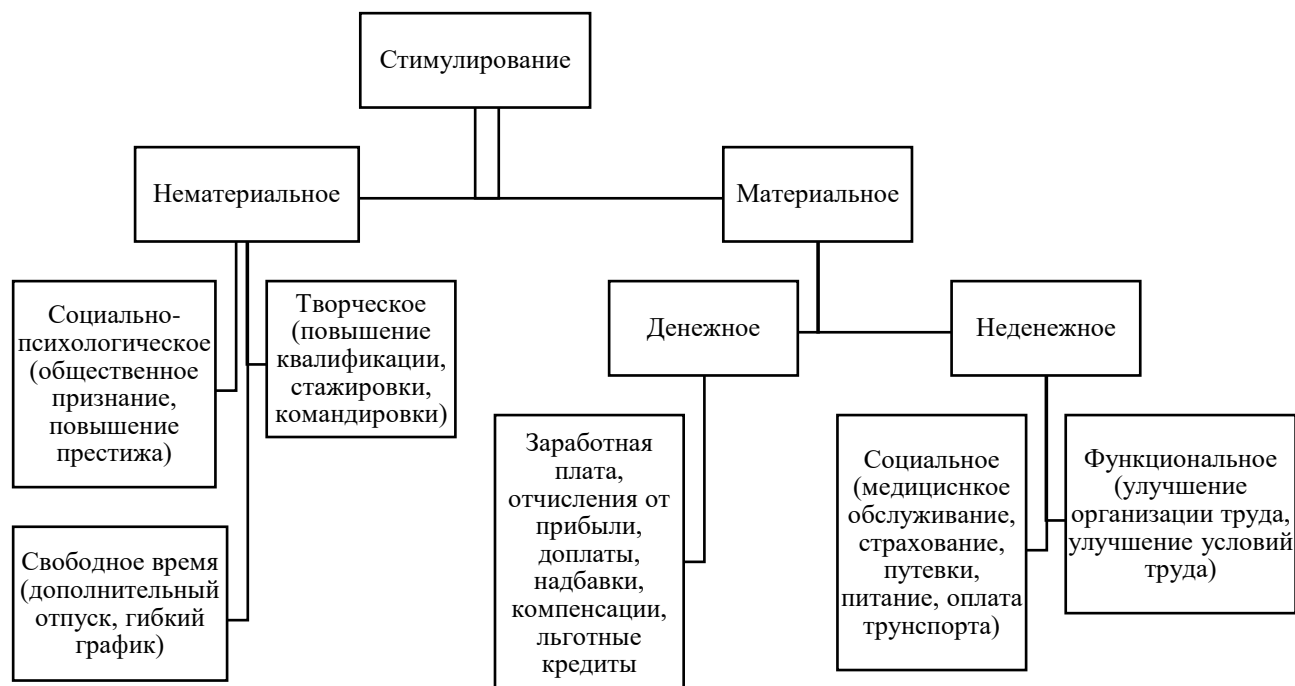 Стимулирование
Нематериальное
Материальное
Социально-
психологическое
(общественное
признание,
повышение
престижа)
Творческое
(повышение
квалификации,
стажировки,
командировки)
Свободное время
(дополнительный
отпуск, гибкий
график)
Денежное
Неденежное
Заработная
плата,
отчисления от
прибыли,
доплаты,
надбавки,
компенсации,
льготные
кредиты
Социальное
(медициснкое
обслуживание,
страхование,
путевки,
питание, оплата
трунспорта)
Функциональное
(улучшение
организации труда,
улучшение условий
труда)